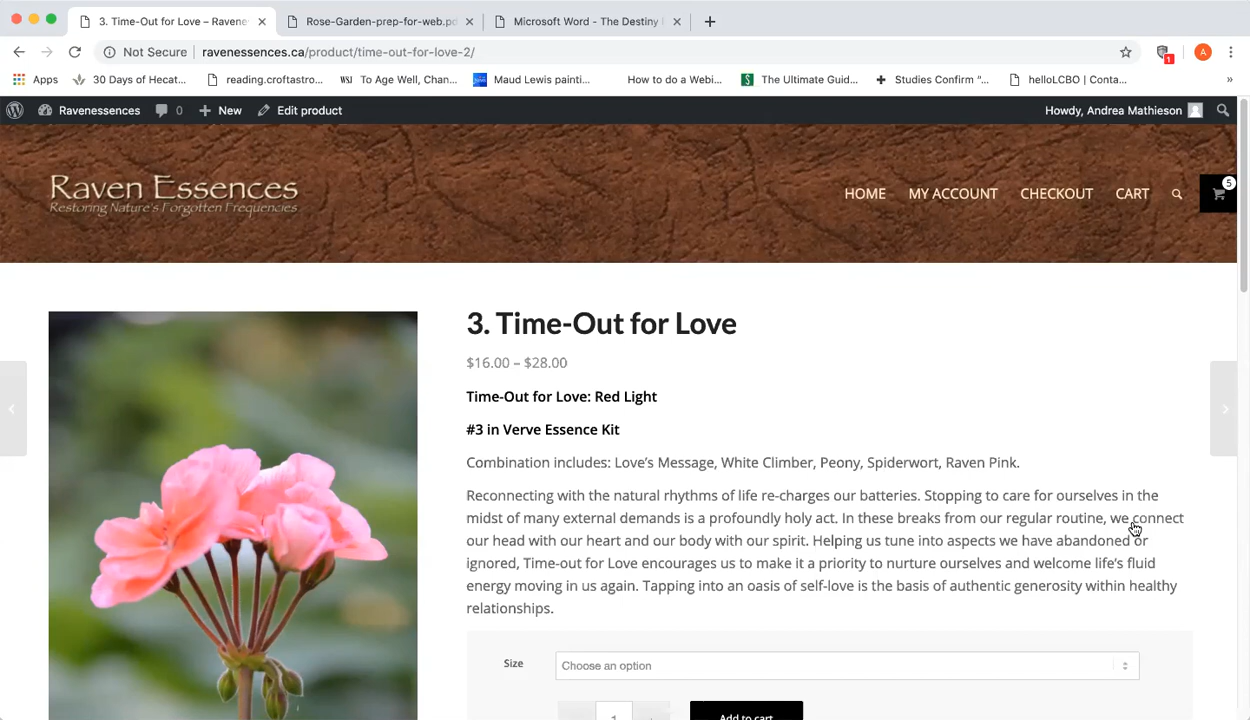 3. Time-Out for Love – Ravene
Rose-Garden-prep-for-web.pd
Microsoft Word - The Destiny
Not Secure
ravenessences.ca/product/time-out-for-love-2/
A
1
Apps
30 Days of Hecat...
reading.croftastro...
WSJ To Age Well, Chan...
Maud Lewis painti...
How to do a Webi...
S The Ultimate Guid...
Studies Confirm “...
helloLCBO | Conta...
»
Ravenessences
0
New
Edit product
Howdy, Andrea Mathieson
Raven Essences
Restoring Nature's Forgotten Frequencies
HOME
MY ACCOUNT
CHECKOUT
CART
5
3. Time-Out for Love
$16.00 – $28.00
Time-Out for Love: Red Light
#3 in Verve Essence Kit
Combination includes: Love’s Message, White Climber, Peony, Spiderwort, Raven Pink.
Reconnecting with the natural rhythms of life re-charges our batteries. Stopping to care for ourselves in the
midst of many external demands is a profoundly holy act. In these breaks from our regular routine, we connect
our head with our heart and our body with our spirit. Helping us tune into aspects we have abandoned or
ignored, Time-out for Love encourages us to make it a priority to nurture ourselves and welcome life’s fluid
energy moving in us again. Tapping into an oasis of self-love is the basis of authentic generosity within healthy
relationships.
Size
Choose an option
1
Add to cart